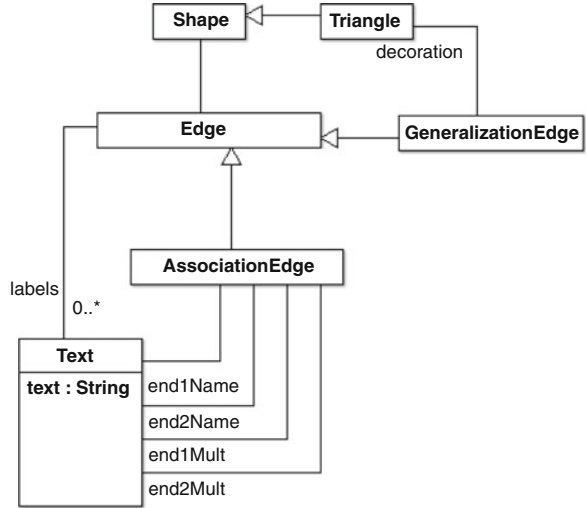 Shape
Triangle
decoration
Edge
GeneralizationEdge
AssociationEdge
labels
0..*
Text
text : String
end1Name
end2Name
end1Mult
end2Mult